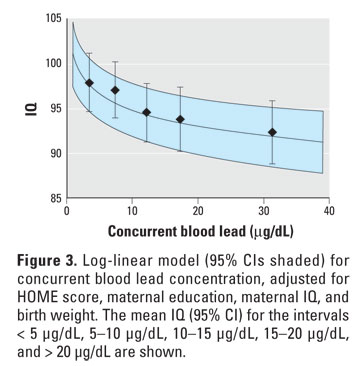 105
100
95
90
85
IQ
0
10
20
30
40
Concurrent blood lead (µg/dL)
Figure 3. Log-linear model (95% CIs shaded) for
concurrent blood lead concentration, adjusted for
HOME score, maternal education, maternal IQ, and
birth weight. The mean IQ (95% CI) for the intervals
< 5 µg/dL, 5–10 µg/dL, 10–15 µg/dL, 15–20 µg/dL,
and > 20 µg/dL are shown.